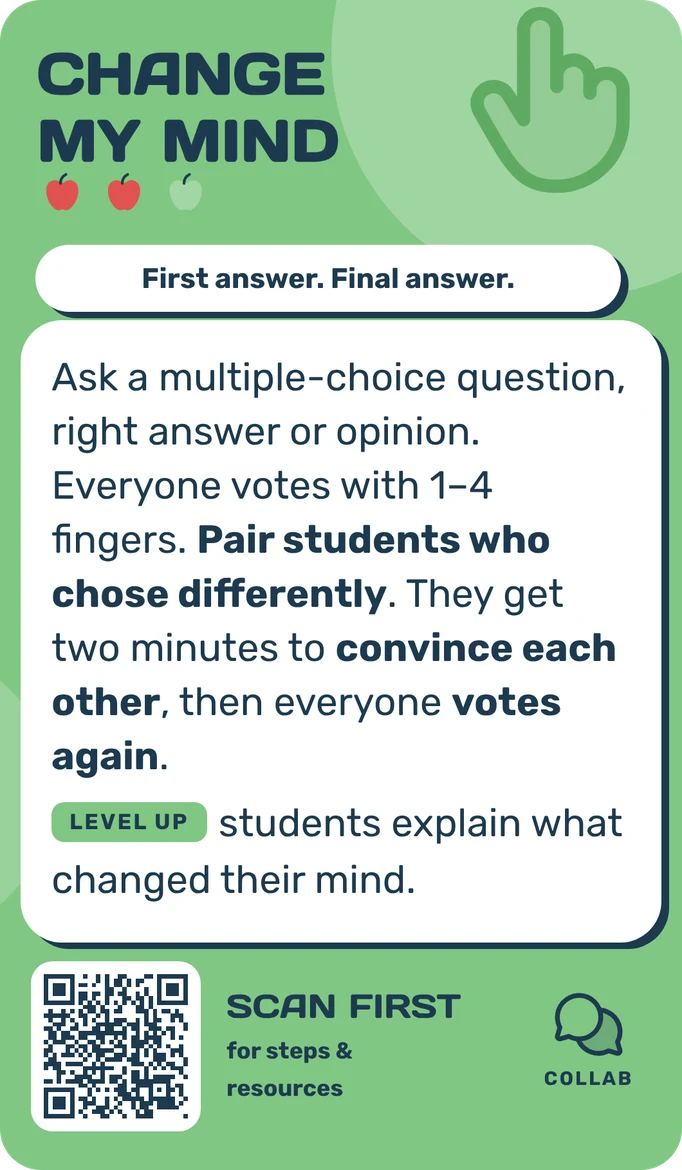 CHANGE
MY MIND
First answer. Final answer.
Ask a multiple-choice question,
right answer or opinion.
Everyone votes with 1–4
fingers. Pair students who
chose differently. They get
two minutes to convince each
other, then everyone votes
again.
LEVEL UP students explain what
changed their mind.
SCAN FIRST
for steps &
resources
COLLAB